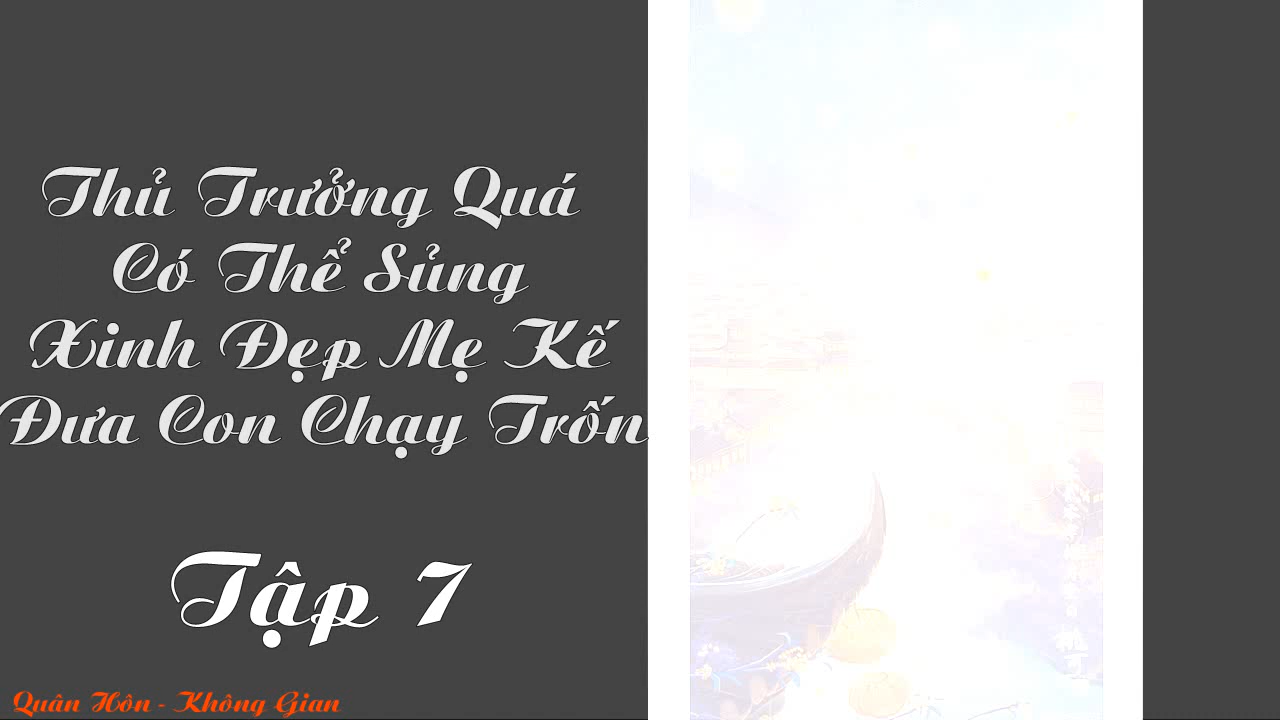 Thủ Trưởng Quá
Có Thể Sủng
Xinh Đẹp Mẹ Kế
Đưa Con Chạy Trốn
Tập 7
Quân Hôn - Không Gian